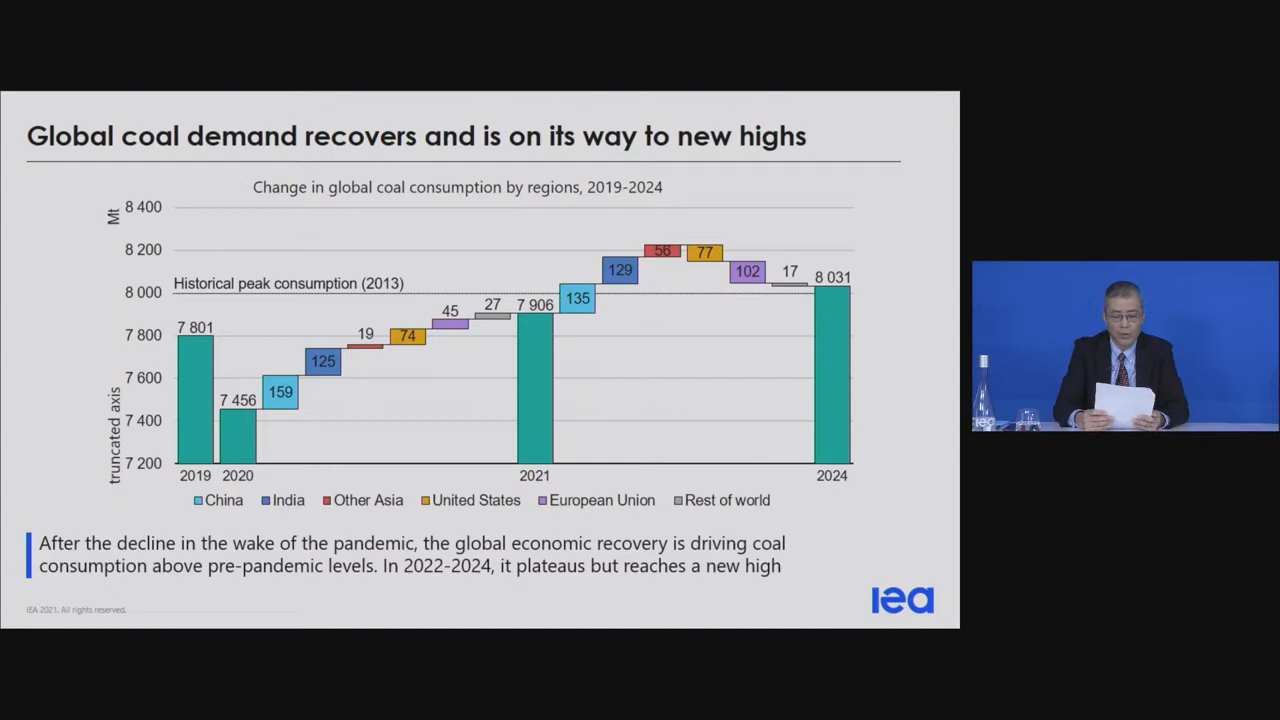 Global coal demand recovers and is on its way to new highs
Change in global coal consumption by regions, 2019-2024
Mt
8 400
8 200
8 000
7 800
7 600
7 400
7 200
truncated axis
Historical peak consumption (2013)
7 801
7 456
159
125
19
74
45
27
7 906
135
129
56
77
102
17
8 031
2019 2020 2021 2024
China India Other Asia United States European Union Rest of world
After the decline in the wake of the pandemic, the global economic recovery is driving coal
consumption above pre-pandemic levels. In 2022-2024, it plateaus but reaches a new high
IEA 2021. All rights reserved.
iea
iea